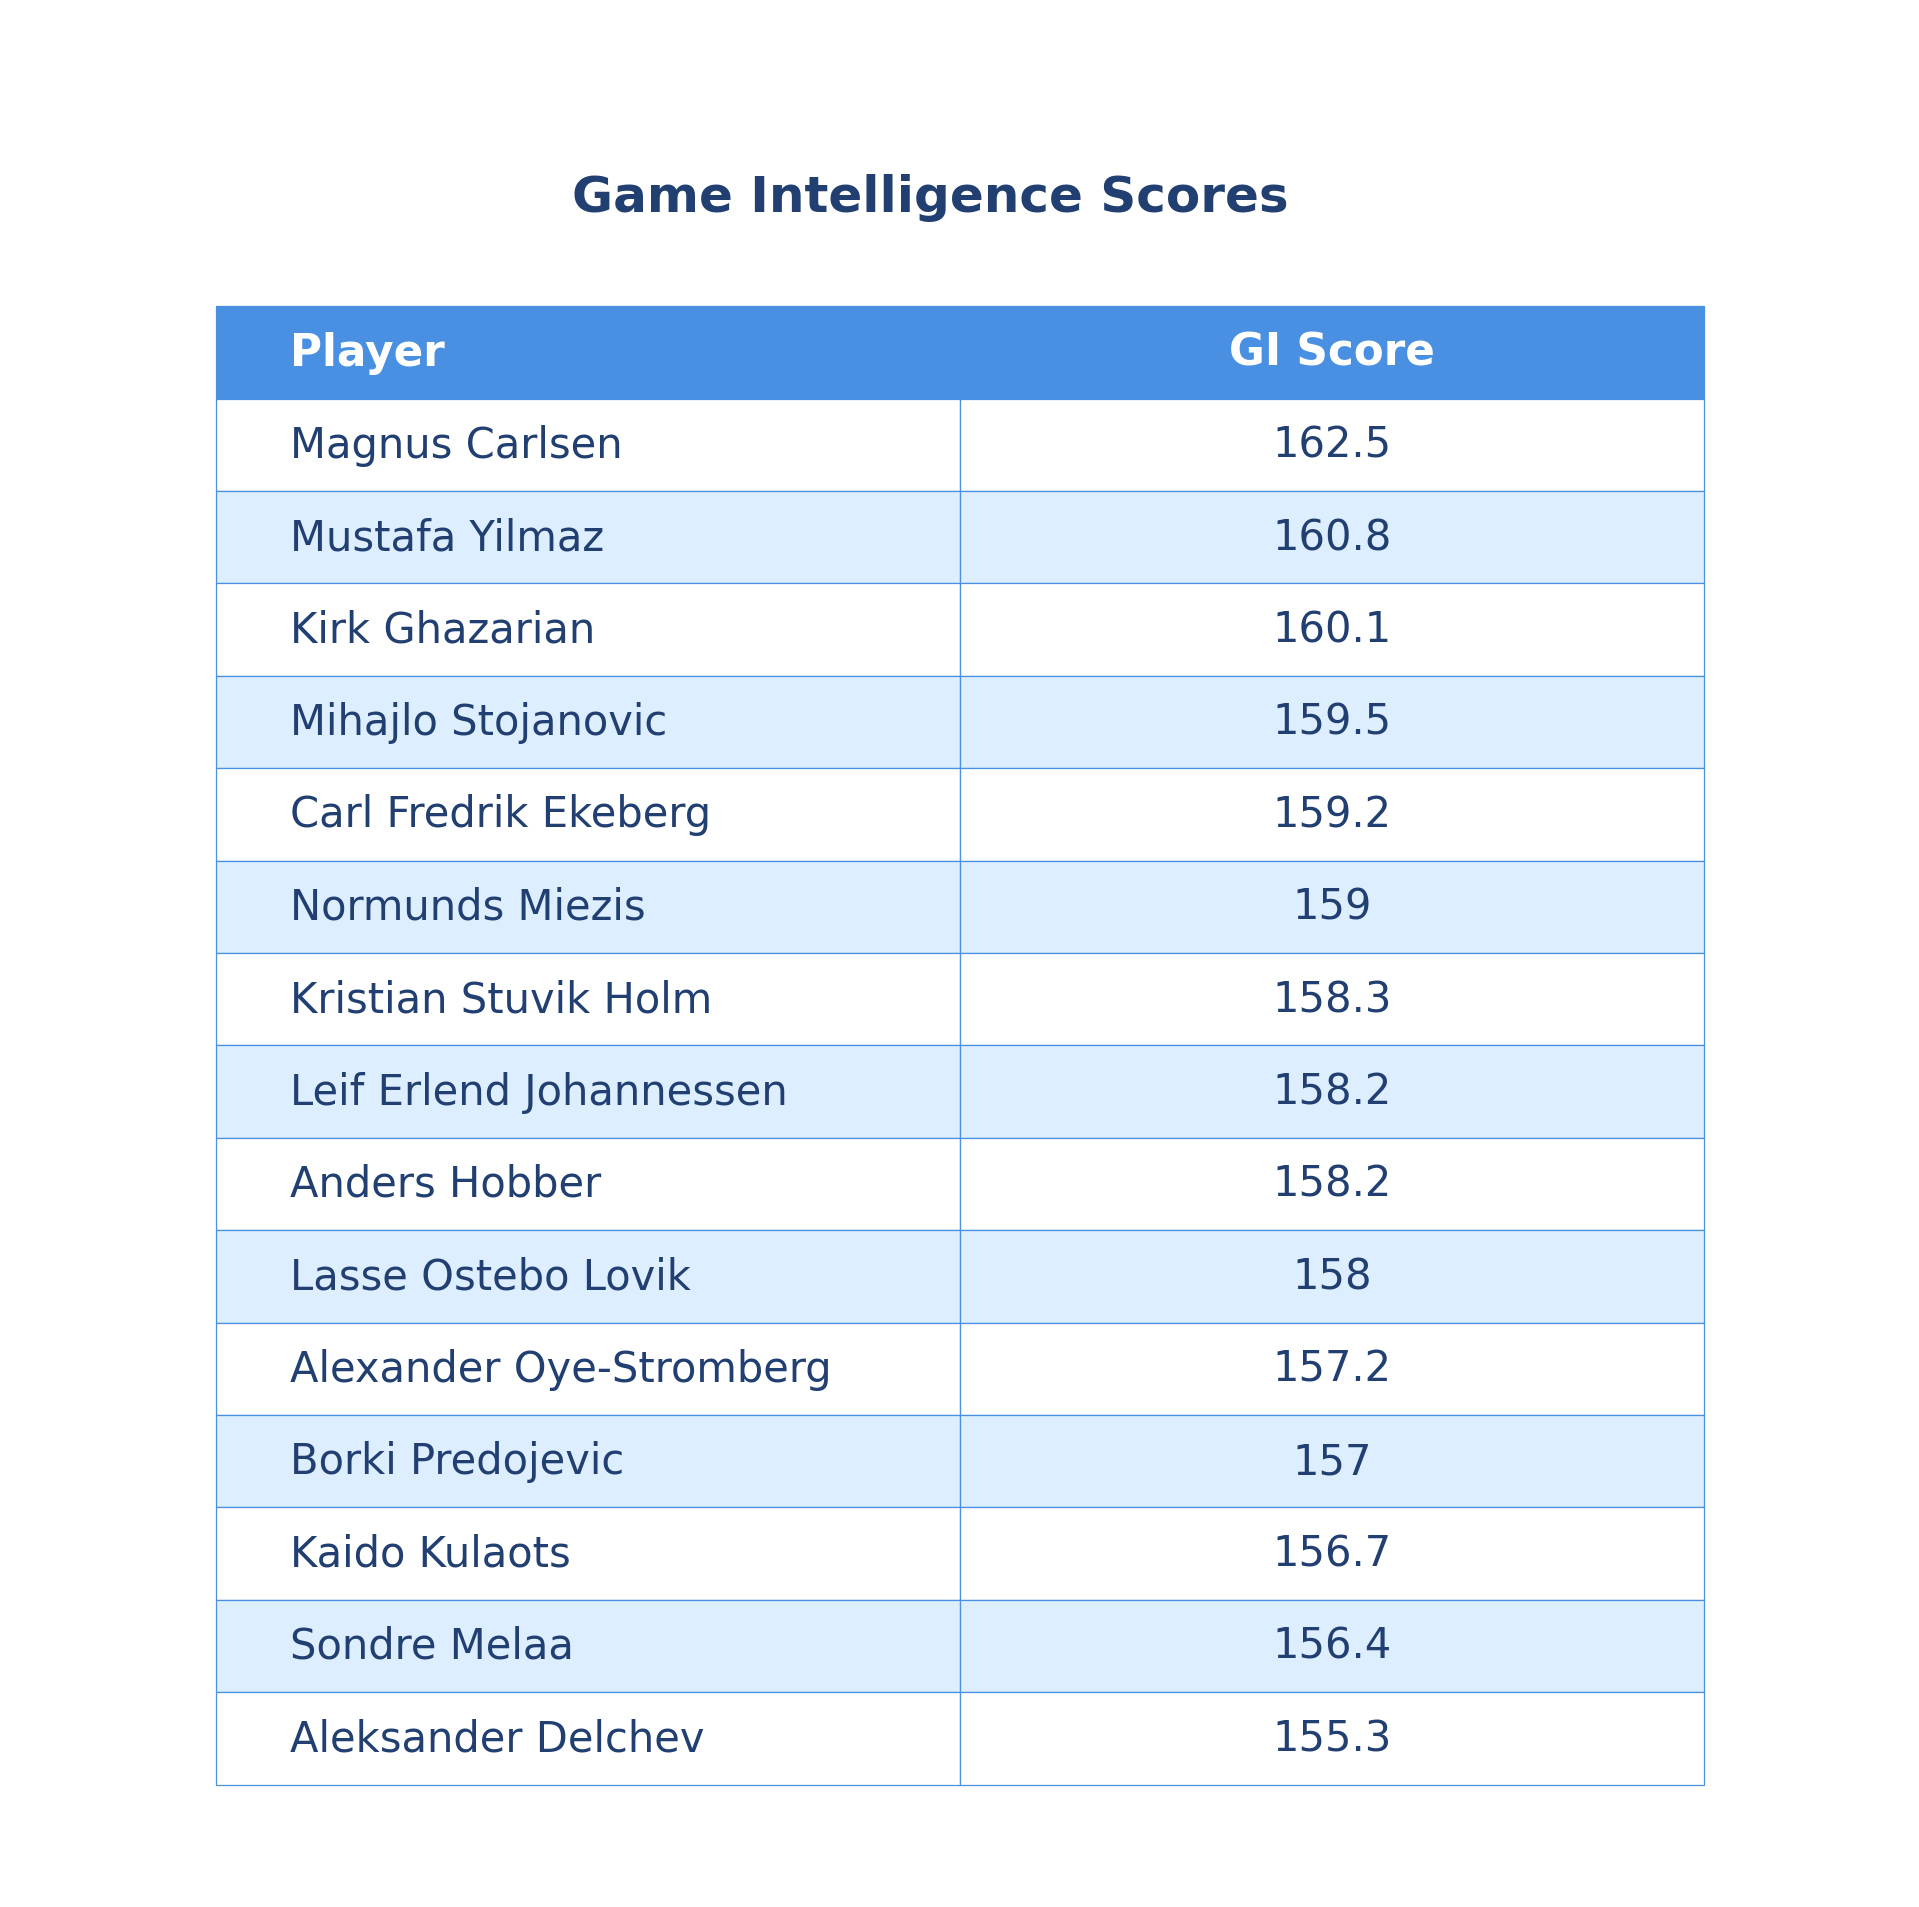 Game Intelligence Scores
Player GI Score
Magnus Carlsen 162.5
Mustafa Yilmaz 160.8
Kirk Ghazarian 160.1
Mihajlo Stojanovic 159.5
Carl Fredrik Ekeberg 159.2
Normunds Miezis 159
Kristian Stuvik Holm 158.3
Leif Erlend Johannessen 158.2
Anders Hobber 158.2
Lasse Ostebo Lovik 158
Alexander Oye-Stromberg 157.2
Borki Predojevic 157
Kaido Kulaots 156.7
Sondre Melaa 156.4
Aleksander Delchev 155.3